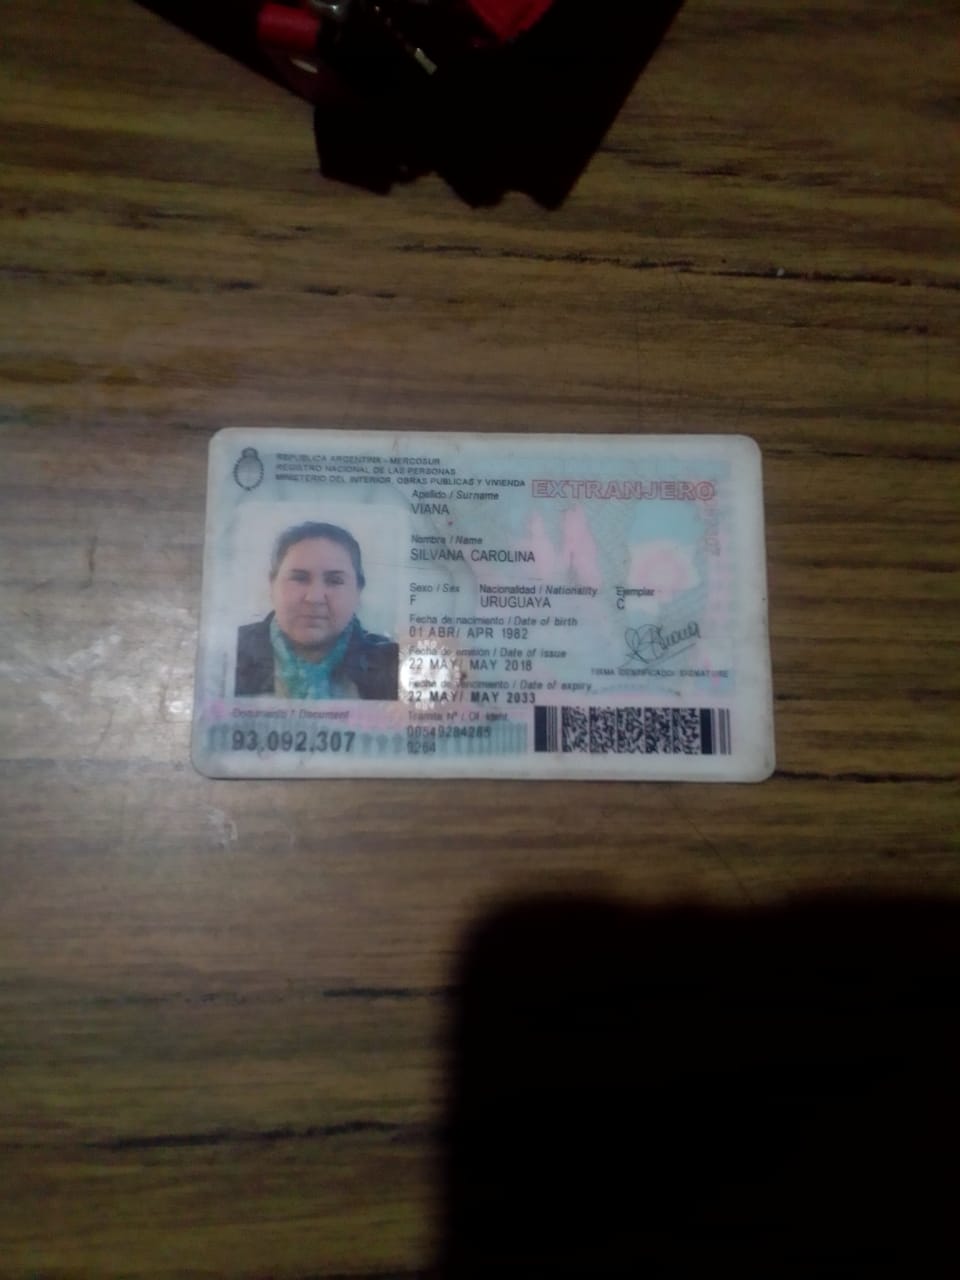 REPUBLICA ARGENTINA - MERCOSUR
REGISTRO NACIONAL DE LAS PERSONAS
MINISTERIO DEL INTERIOR, OBRAS PUBLICAS Y VIVIENDA
EXTRANJERO
Apellido / Surname
VIANA
Nombre / Name
SILVANA CAROLINA
Sexo / Sex Nacionalidad / Nationality Ejemplar
F URUGUAYA C
Fecha de nacimiento / Date of birth
01 ABR/ APR 1982
Fecha de emisión / Date of issue
22 MAY/ MAY 2018
Fecha de vencimiento / Date of expiry
22 MAY/ MAY 2033
FIRMA IDENTIFICADO/ SIGNATURE
Documento / Document
93.092.307
Trámite Nº / Of. ident.
00549284285